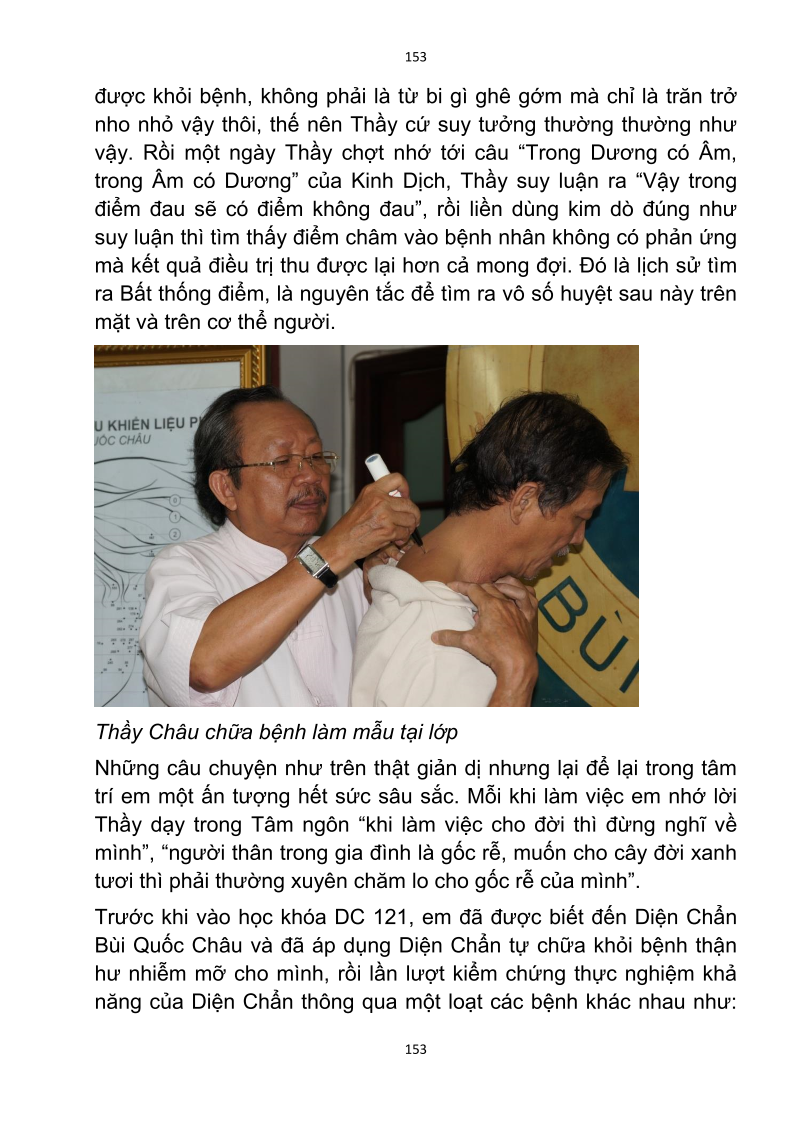 153
được khỏi bệnh, không phải là từ bi gì ghê gớm mà chỉ là trăn trở
nho nhỏ vậy thôi, thế nên Thầy cứ suy tưởng thường thường như
vậy. Rồi một ngày Thầy chợt nhớ tới câu “Trong Dương có Âm,
trong Âm có Dương” của Kinh Dịch, Thầy suy luận ra “Vậy trong
điểm đau sẽ có điểm không đau”, rồi liền dùng kim dò đúng như
suy luận thì tìm thấy điểm châm vào bệnh nhân không có phản ứng
mà kết quả điều trị thu được lại hơn cả mong đợi. Đó là lịch sử tìm
ra Bất thống điểm, là nguyên tắc để tìm ra vô số huyệt sau này trên
mặt và trên cơ thể người.
U KHIỂN LIỆU P
UỐC CHÂU
0
1
2
BÙI
Thầy Châu chữa bệnh làm mẫu tại lớp
Những câu chuyện như trên thật giản dị nhưng lại để lại trong tâm
trí em một ấn tượng hết sức sâu sắc. Mỗi khi làm việc em nhớ lời
Thầy dạy trong Tâm ngôn “khi làm việc cho đời thì đừng nghĩ về
mình”, “người thân trong gia đình là gốc rễ, muốn cho cây đời xanh
tươi thì phải thường xuyên chăm lo cho gốc rễ của mình”.
Trước khi vào học khóa DC 121, em đã được biết đến Diện Chẩn
Bùi Quốc Châu và đã áp dụng Diện Chẩn tự chữa khỏi bệnh thận
hư nhiễm mỡ cho mình, rồi lần lượt kiểm chứng thực nghiệm khả
năng của Diện Chẩn thông qua một loạt các bệnh khác nhau như:
153